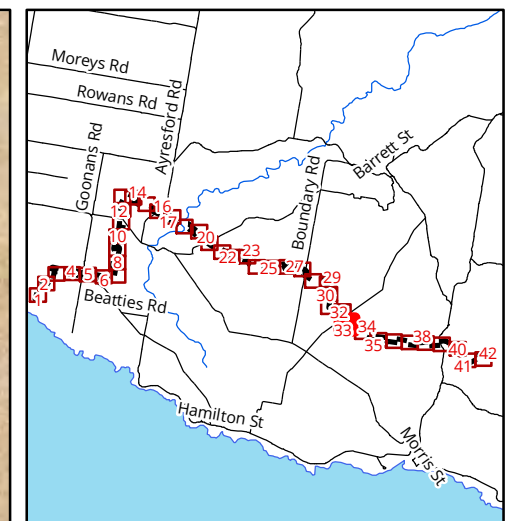 Moreys Rd
Rowans Rd
Ayresford Rd
Goonans Rd
Barrett St
Boundary Rd
Beatties Rd
Hamilton St
Morris St
1
2
4
5
6
8
10
12
14
16
17
20
22
23
25
27
29
30
32
33
34
35
38
40
41
42